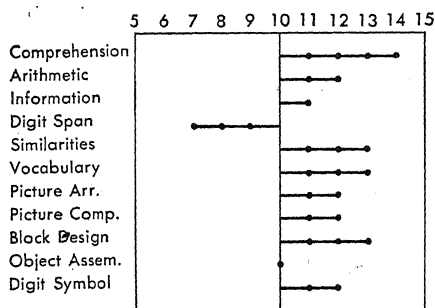 5 6 7 8 9 10 11 12 13 14 15
Comprehension
Arithmetic
Information
Digit Span
Similarities
Vocabulary
Picture Arr.
Picture Comp.
Block Design
Object Assem.
Digit Symbol